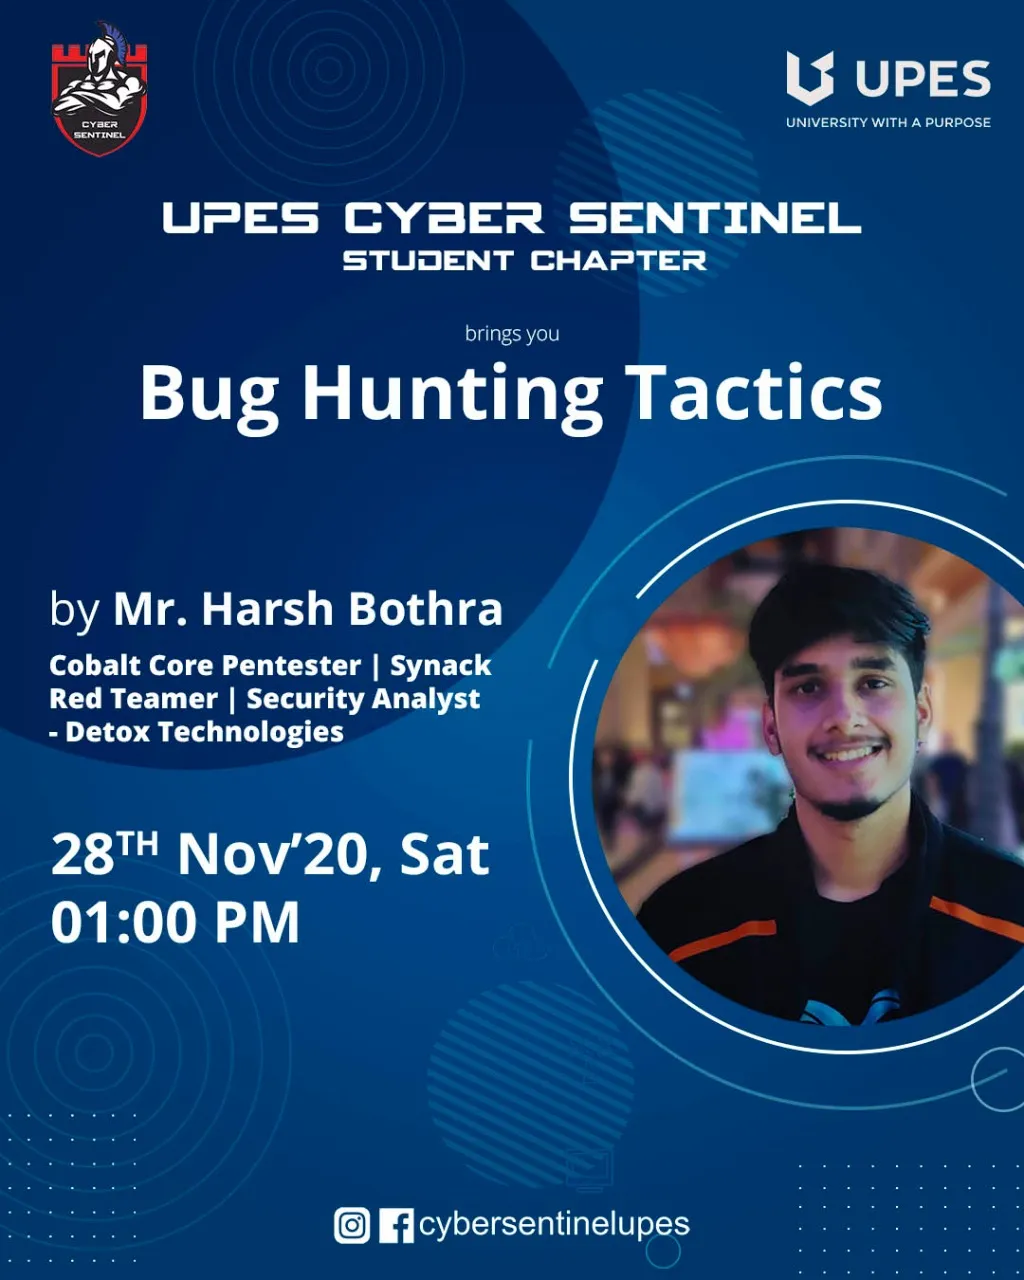 CYBER
SENTINEL
UPES
UNIVERSITY WITH A PURPOSE
UPES CYBER SENTINEL
STUDENT CHAPTER
brings you
Bug Hunting Tactics
by Mr. Harsh Bothra
Cobalt Core Pentester | Synack
Red Teamer | Security Analyst
- Detox Technologies
28TH Nov’20, Sat
01:00 PM
cybersentinelupes